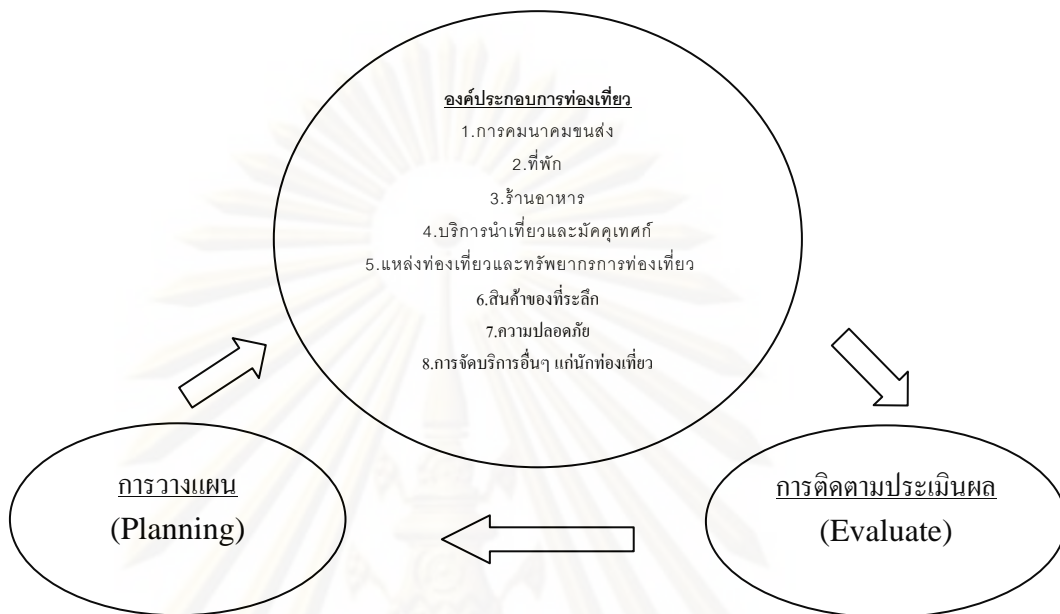 องค์ประกอบการท่องเที่ยว
1.การคมนาคมขนส่ง
2.ที่พัก
3.ร้านอาหาร
4.บริการนำเที่ยวและมัคคุเทศก์
5.แหล่งท่องเที่ยวและทรัพยากรการท่องเที่ยว
6.สินค้าของที่ระลึก
7.ความปลอดภัย
8.การจัดบริการอื่นๆ แก่นักท่องเที่ยว
การวางแผน
(Planning)
การติดตามประเมินผล
(Evaluate)